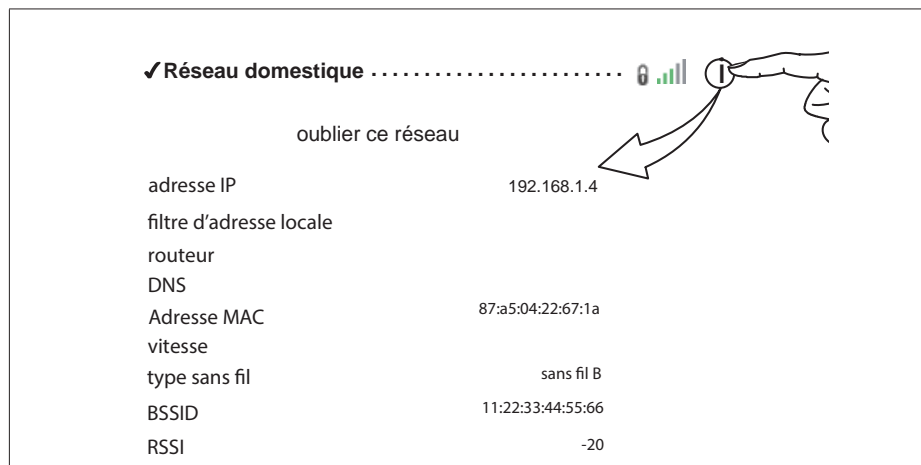 ✓Réseau domestique ........................ I
oublier ce réseau
adresse IP 192.168.1.4
filtre d'adresse locale
routeur
DNS
Adresse MAC 87:a5:04:22:67:1a
vitesse
type sans fil sans fil B
BSSID 11:22:33:44:55:66
RSSI -20